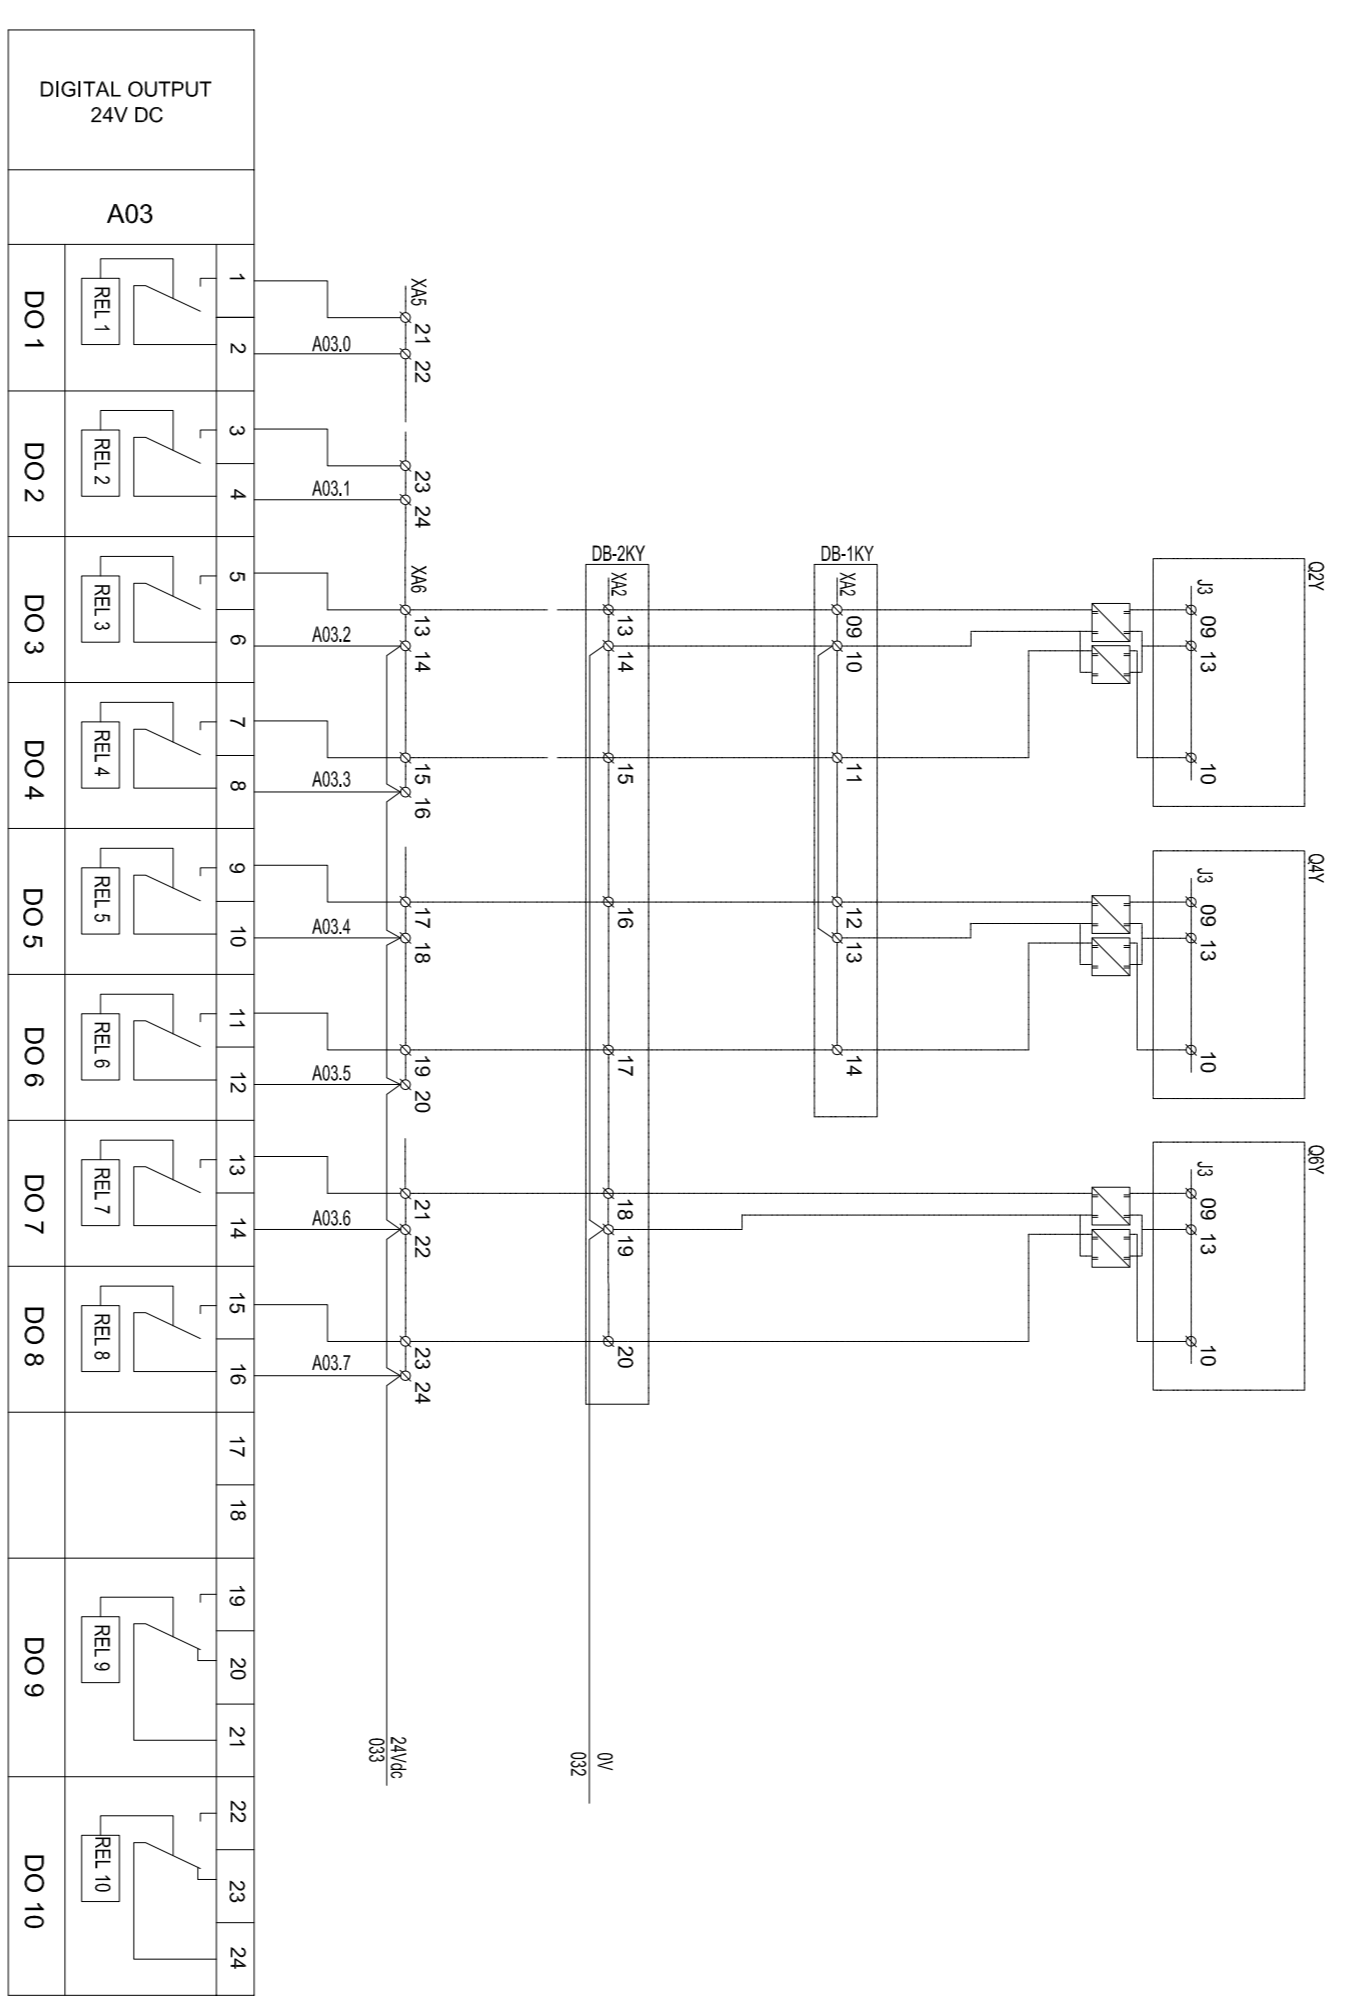 DIGITAL OUTPUT
24V DC
A03
DO 1
REL 1
1
2
A03.0
XA5
21
22
DO 2
REL 2
3
4
A03.1
23
24
DO 3
REL 3
5
6
A03.2
XA6
13
14
DB-2KY
XA2
13
14
DB-1KY
XA2
09
10
Q2Y
J3
09
13
10
DO 4
REL 4
7
8
A03.3
15
16
15
11
DO 5
REL 5
9
10
A03.4
17
18
16
12
13
Q4Y
J3
09
13
10
DO 6
REL 6
11
12
A03.5
19
20
17
14
DO 7
REL 7
13
14
A03.6
21
22
18
19
Q6Y
J3
09
13
10
DO 8
REL 8
15
16
A03.7
23
24
20
17
18
DO 9
REL 9
19
20
21
24Vdc
033
0V
032
DO 10
REL 10
22
23
24